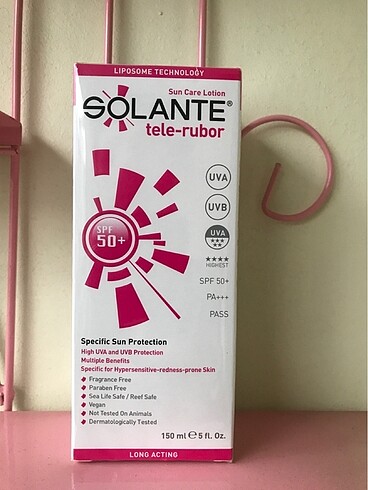 LIPOSOME TECHNOLOGY
Sun Care Lotion
SOLANTE®
tele-rubor
UVA
UVB
SPF
50+
UVA
★★★
★★
★★★★
HIGHEST
SPF 50+
PA+++
PASS
Specific Sun Protection
High UVA and UVB Protection
Multiple Benefits
Specific for Hypersensitive-redness-prone Skin
Fragrance Free
Paraben Free
Sea Life Safe / Reef Safe
Vegan
Not Tested On Animals
Dermatologically Tested
150 ml ℮ 5 fl. Oz.
LONG ACTING